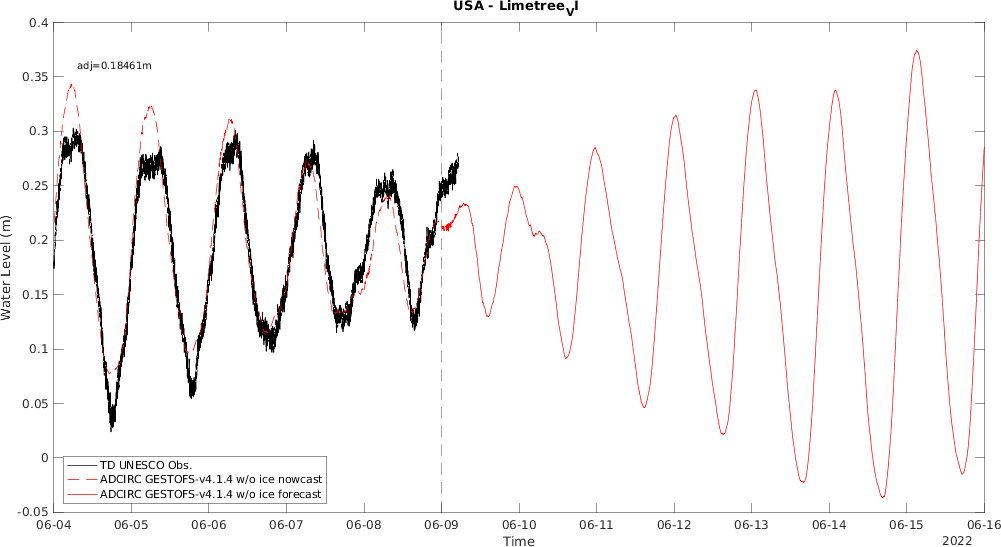 USA - Limetree_VI
adj=0.18461m
0.4
0.35
0.3
0.25
0.2
0.15
0.1
0.05
0
-0.05
Water Level (m)
TD UNESCO Obs.
ADCIRC GESTOFS-v4.1.4 w/o ice nowcast
ADCIRC GESTOFS-v4.1.4 w/o ice forecast
06-04 06-05 06-06 06-07 06-08 06-09 06-10 06-11 06-12 06-13 06-14 06-15 06-16
Time
2022